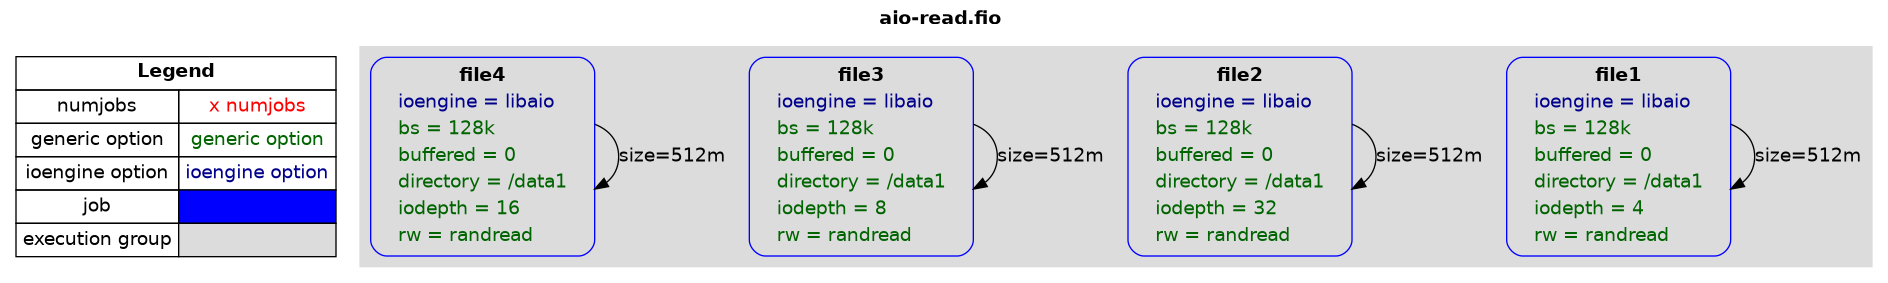 aio-read.fio
Legend
numjobs x numjobs
generic option generic option
ioengine option ioengine option
job
execution group
file4
ioengine = libaio
bs = 128k
buffered = 0
directory = /data1
iodepth = 16
rw = randread
size=512m
file3
ioengine = libaio
bs = 128k
buffered = 0
directory = /data1
iodepth = 8
rw = randread
size=512m
file2
ioengine = libaio
bs = 128k
buffered = 0
directory = /data1
iodepth = 32
rw = randread
size=512m
file1
ioengine = libaio
bs = 128k
buffered = 0
directory = /data1
iodepth = 4
rw = randread
size=512m